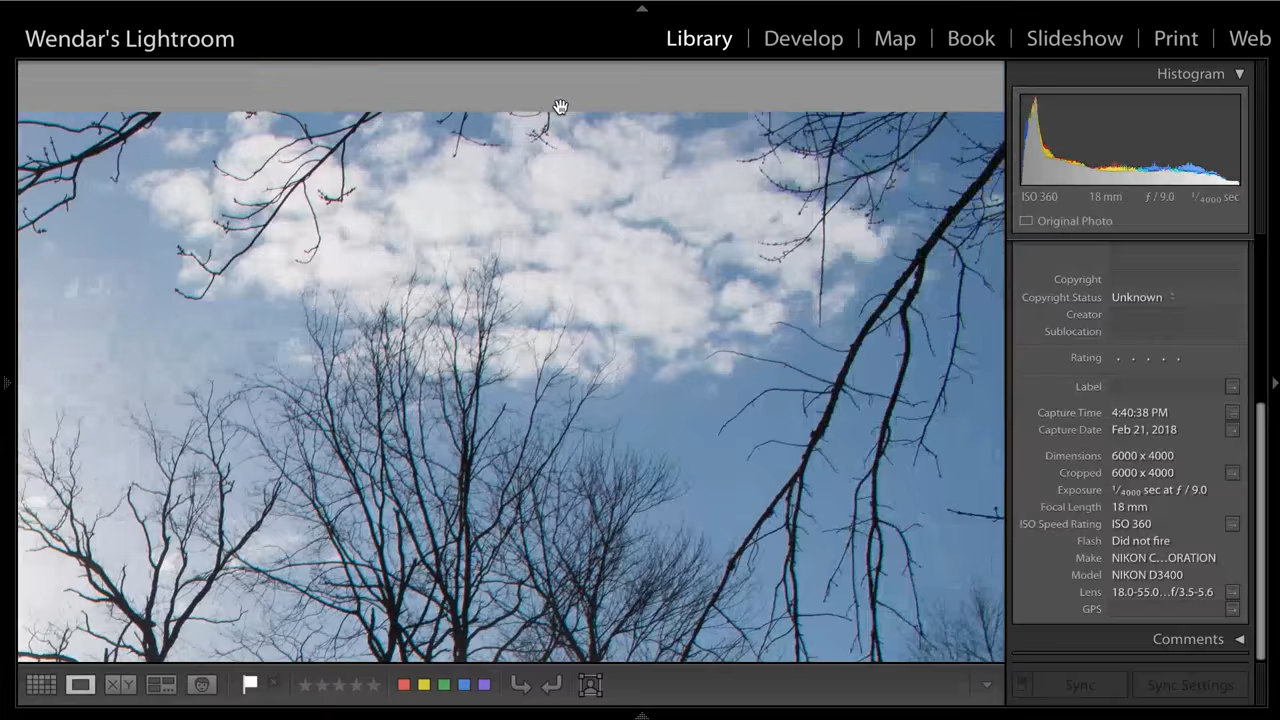 Wendar's Lightroom
Library | Develop | Map | Book | Slideshow | Print | Web
Histogram
ISO 360 18 mm ƒ / 9.0 1/4000 sec
Original Photo
Copyright
Copyright Status Unknown
Creator
Sublocation
Rating . . . . .
Label
Capture Time 4:40:38 PM
Capture Date Feb 21, 2018
Dimensions 6000 x 4000
Cropped 6000 x 4000
Exposure 1/4000 sec at ƒ / 9.0
Focal Length 18 mm
ISO Speed Rating ISO 360
Flash Did not fire
Make NIKON C...ORATION
Model NIKON D3400
Lens 18.0-55.0...f/3.5-5.6
GPS
Comments
X Y
Sync Sync Settings